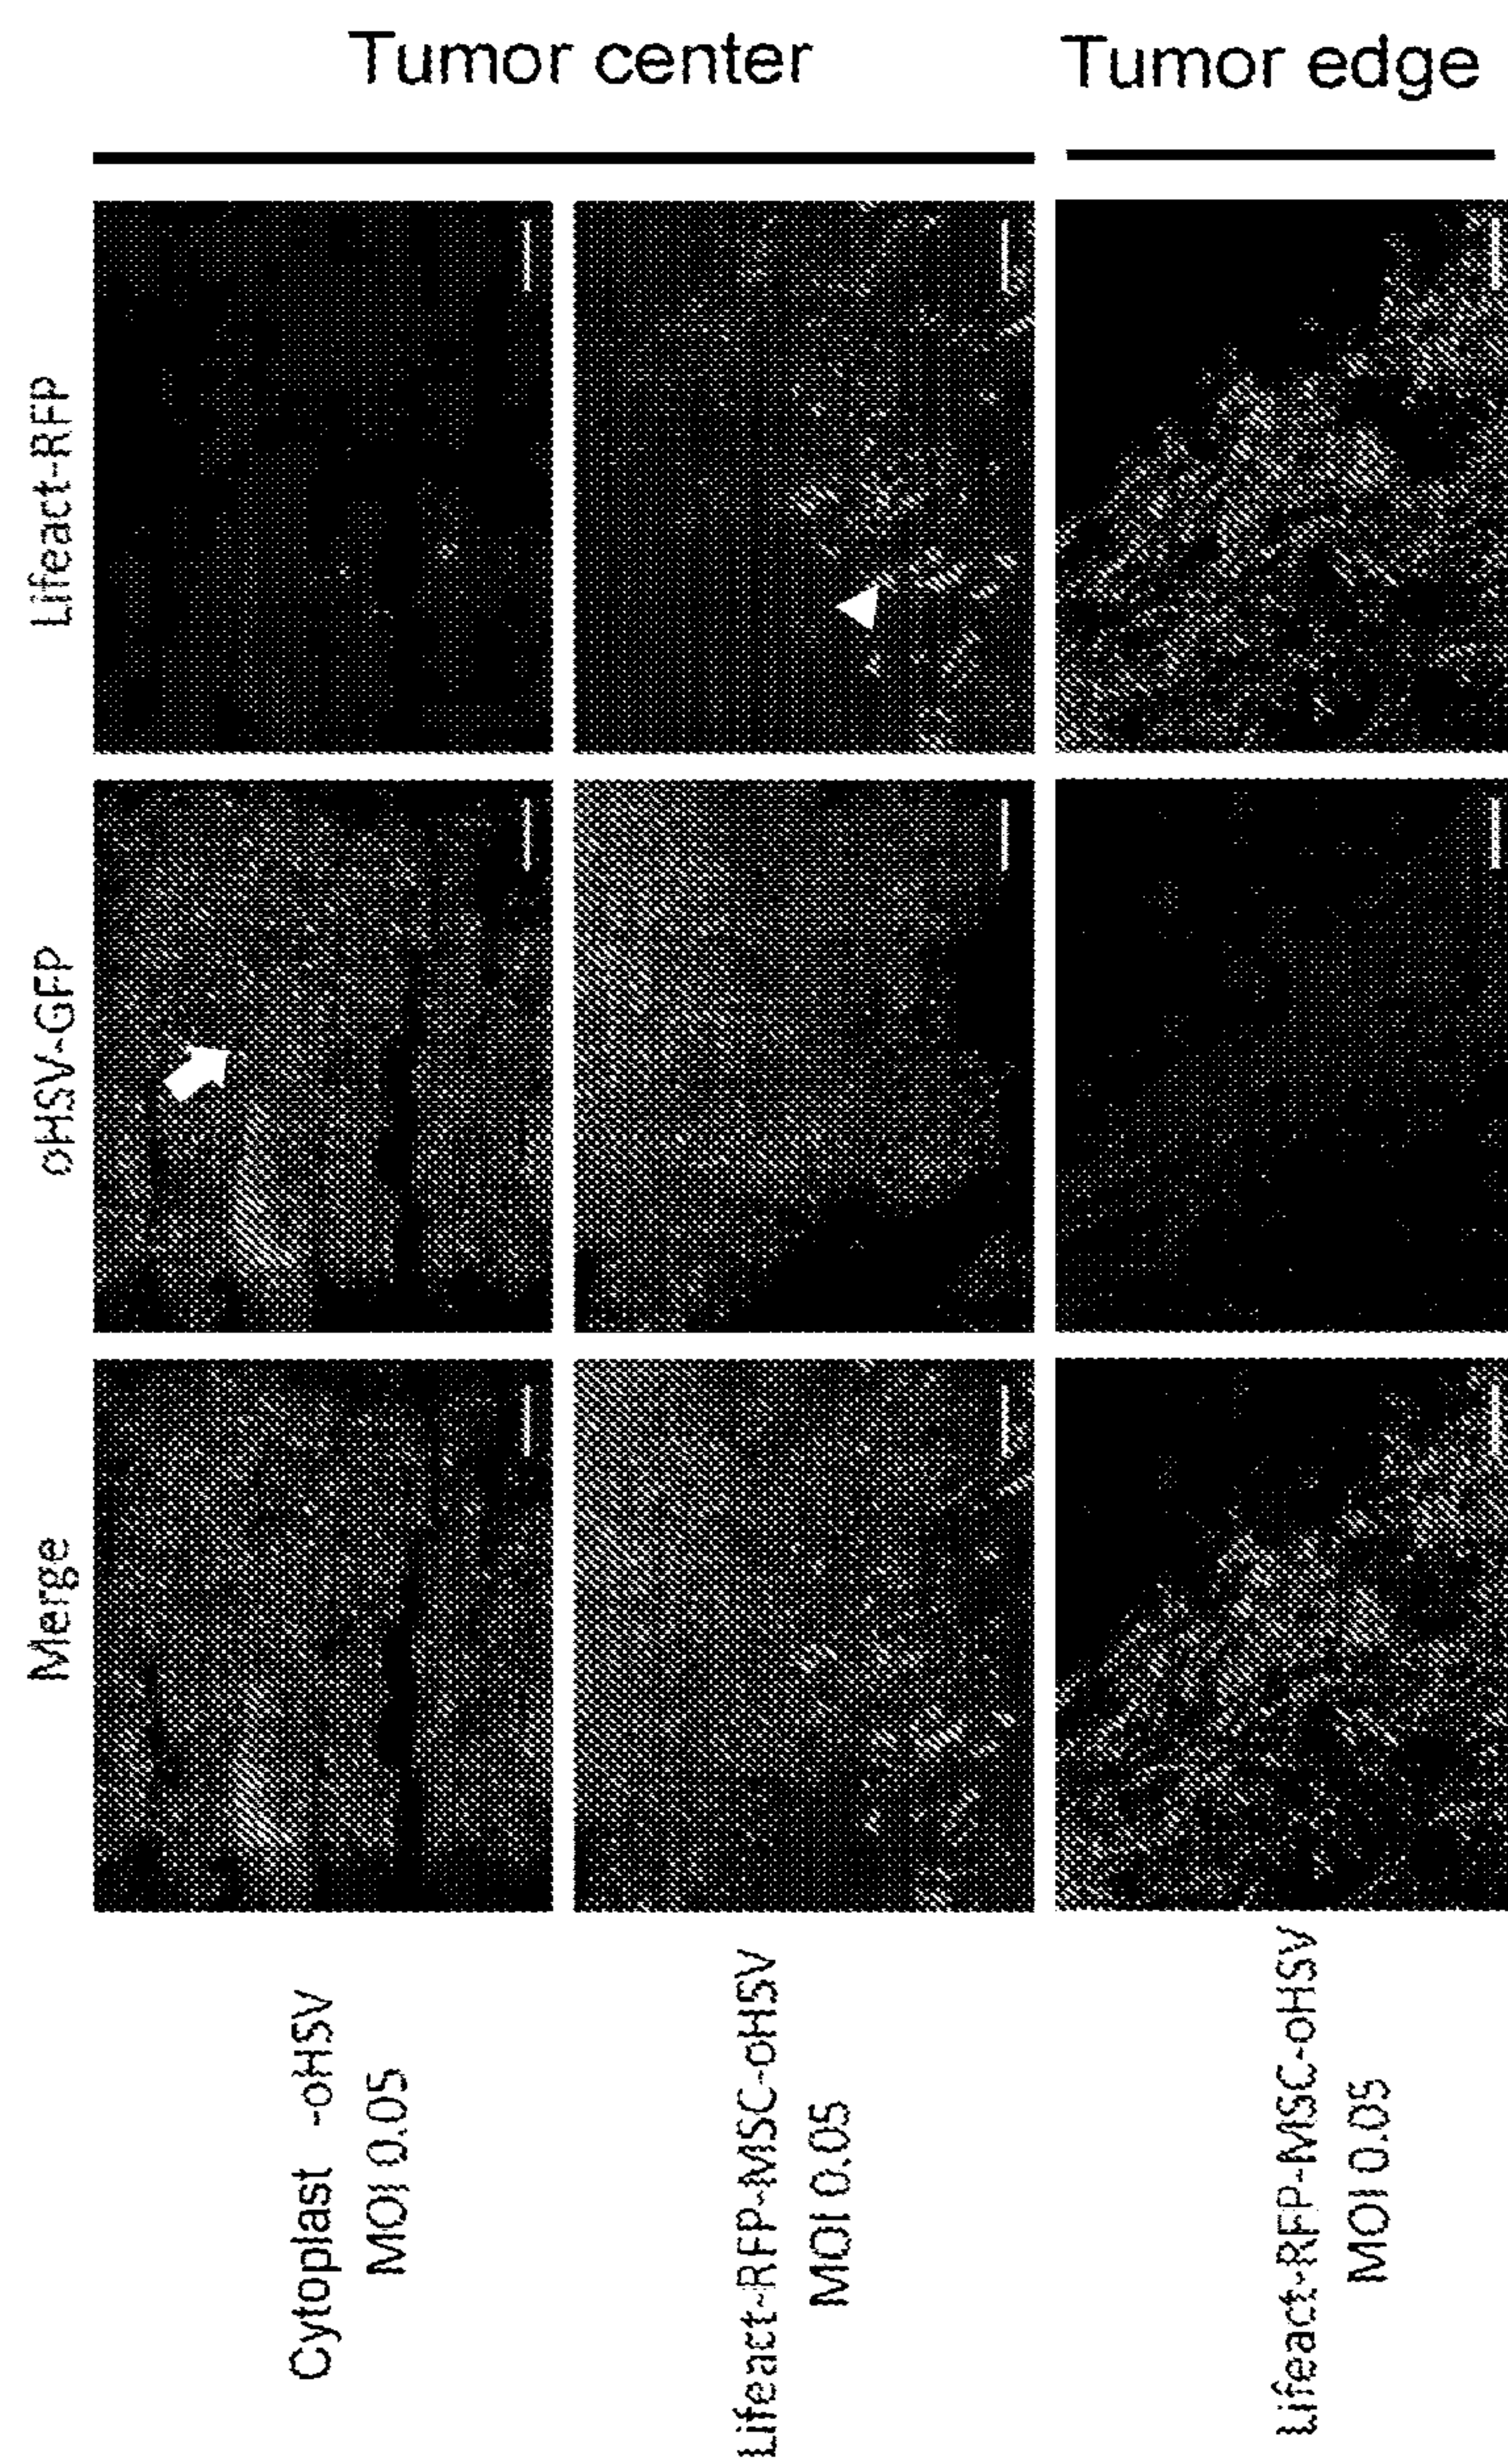 Tumor center
Tumor edge
Lifeact-RFP
oHSV-GFP
Merge
Cytoplast -oHSV
MOI 0.05
Lifeact-RFP-MSC-oHSV
MOI 0.05
Lifeact-RFP-MSC-oHSV
MOI 0.05